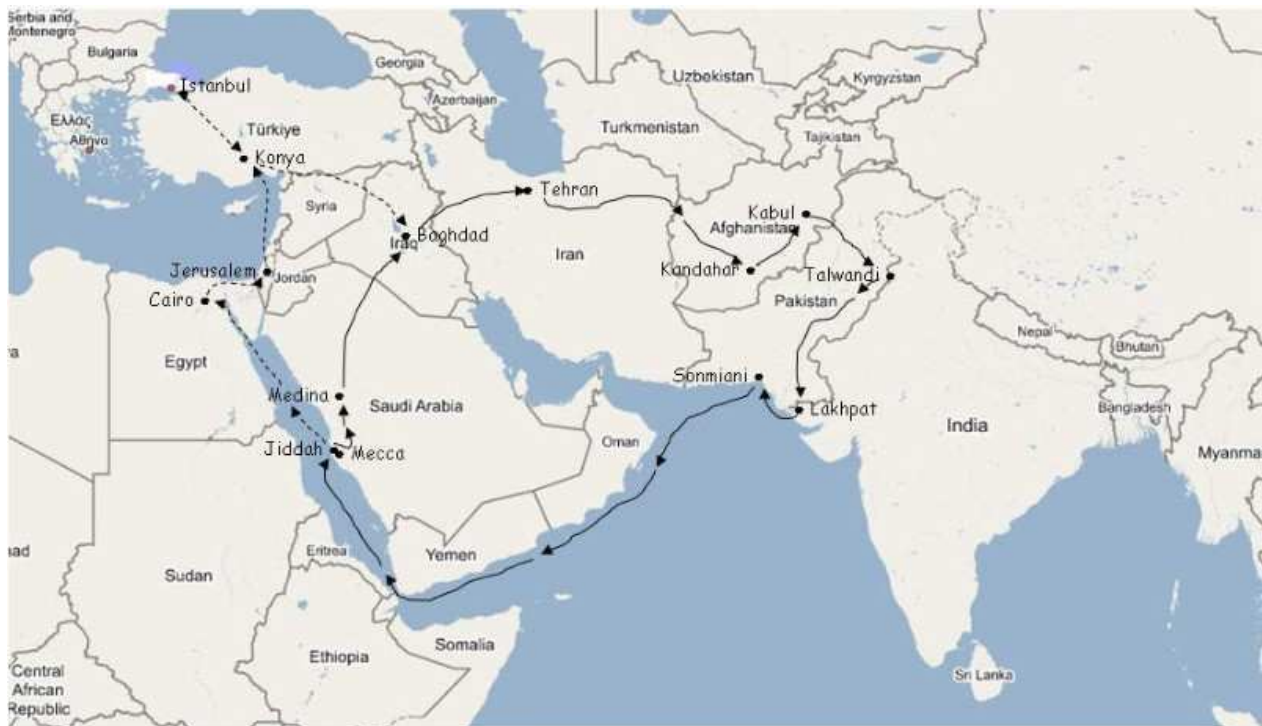 Serbia and
Montenegro
Bulgaria
Georgia
Uzbekistan
Kyrgyzstan
Istanbul
Azerbaijan
Ελλάς
Αθήνα
Türkiye
Turkmenistan
Tajikistan
Konya
Tehran
Syria
Kabul
Afghanistan
Baghdad
Iraq
Iran
Jerusalem
Jordan
Kandahar
Talwandi
Cairo
Pakistan
Nepal
Bhutan
Egypt
Sonmiani
Medina
Saudi Arabia
Lakhpat
Bangladesh
India
Oman
Jiddah
Mecca
Myanma
Eritrea
Yemen
ad
Sudan
Somalia
Ethiopia
Central
African
Republic
Sri Lanka